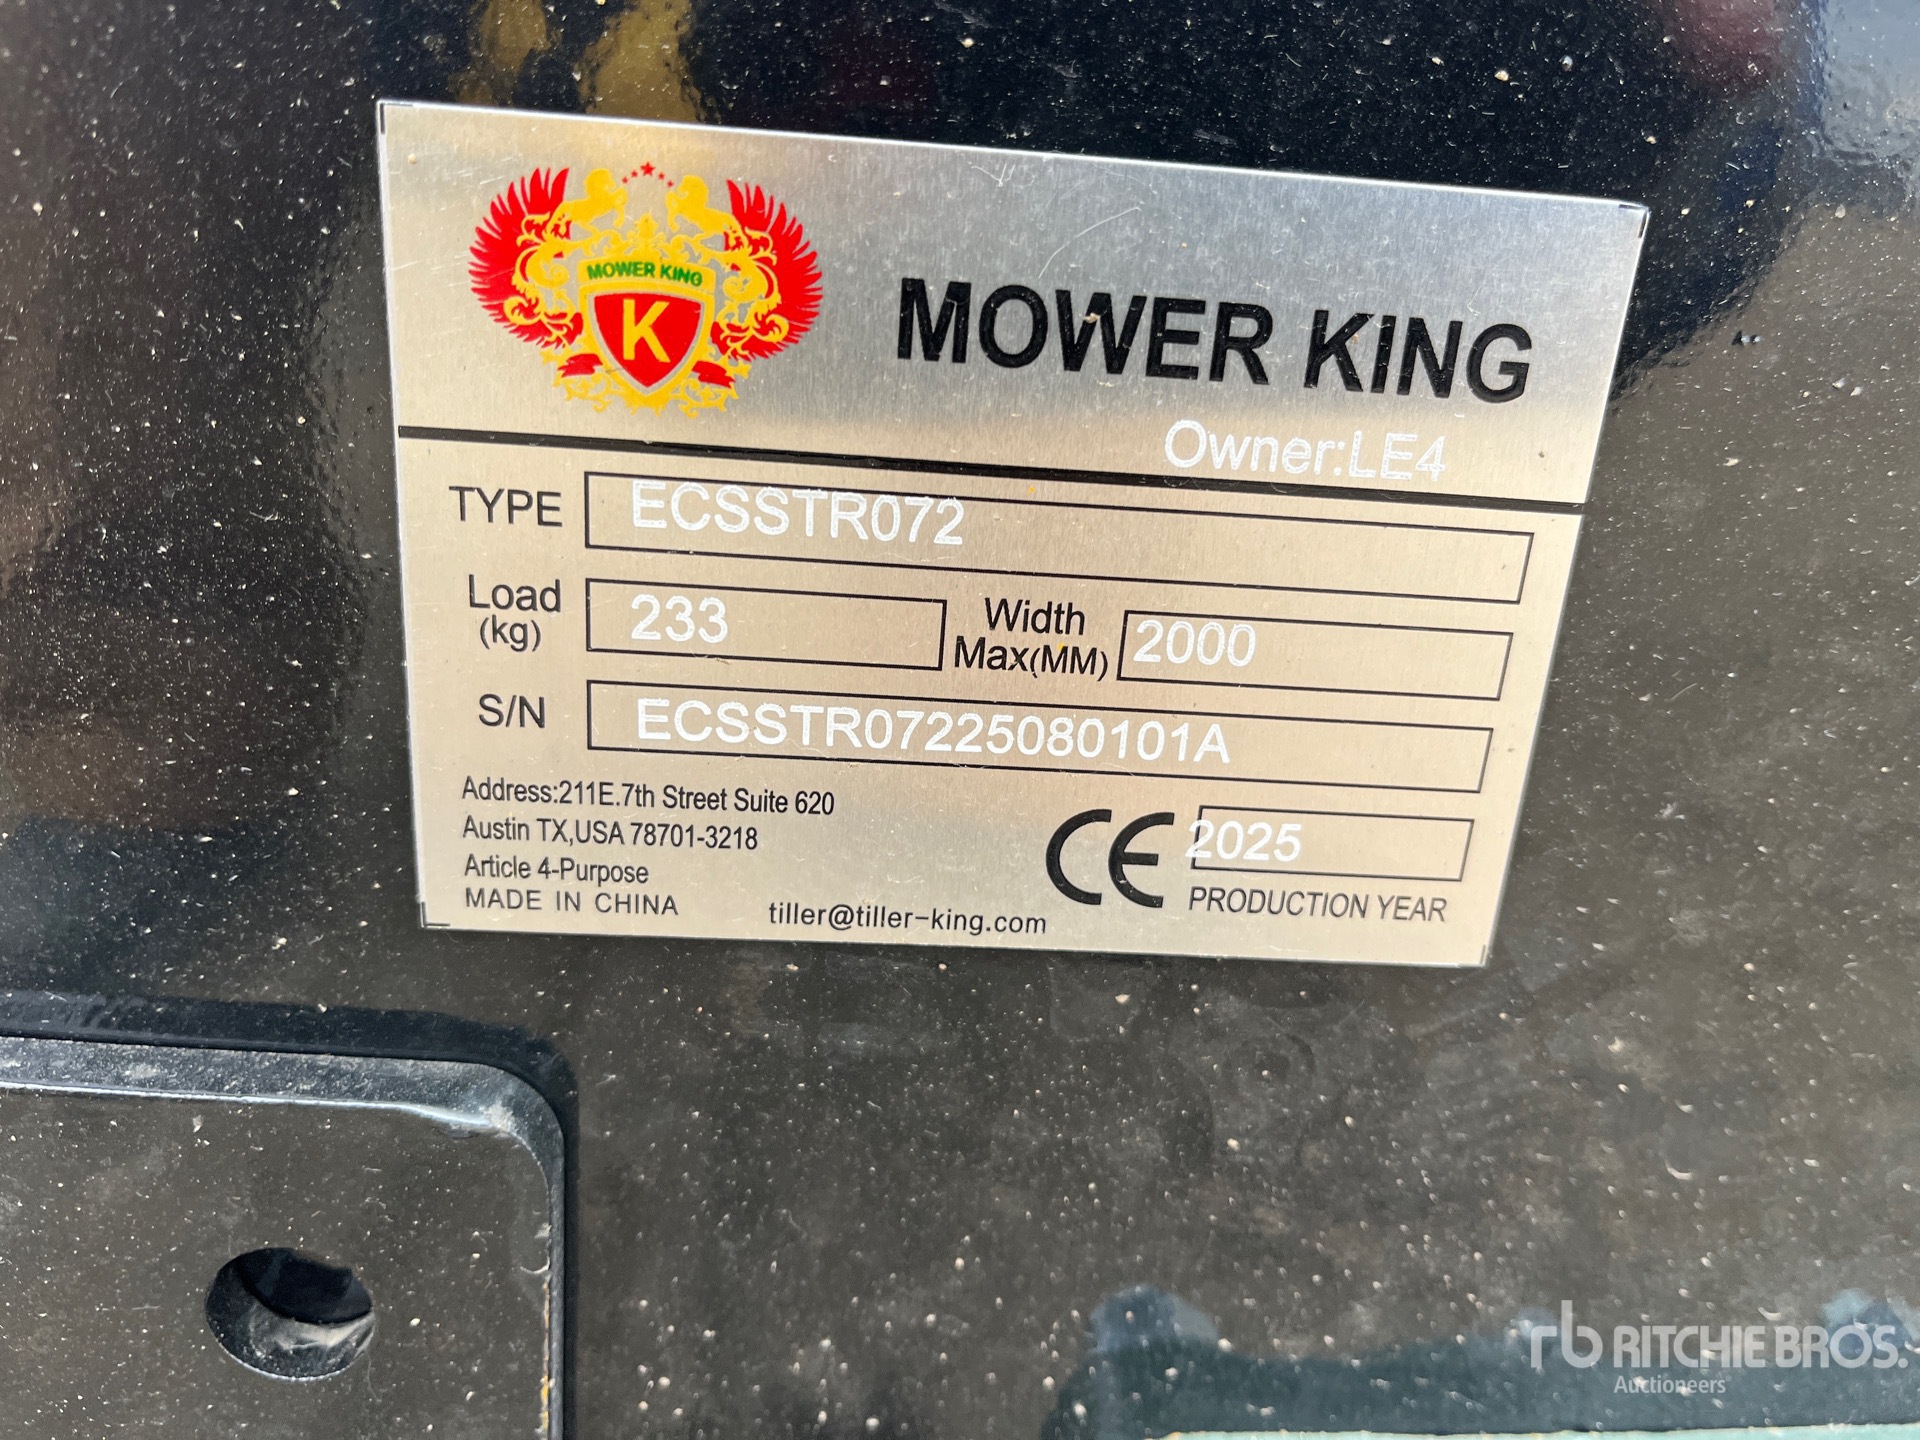 MOWER KING
K
MOWER KING
Owner:LE4
TYPE ECSSTR072
Load (kg) 233 Width Max(MM) 2000
S/N ECSSTR07225080101A
Address:211E.7th Street Suite 620
Austin TX,USA 78701-3218
Article 4-Purpose
MADE IN CHINA
tiller@tiller-king.com
CE 2025
PRODUCTION YEAR
rb RITCHIE BROS.
Auctioneers